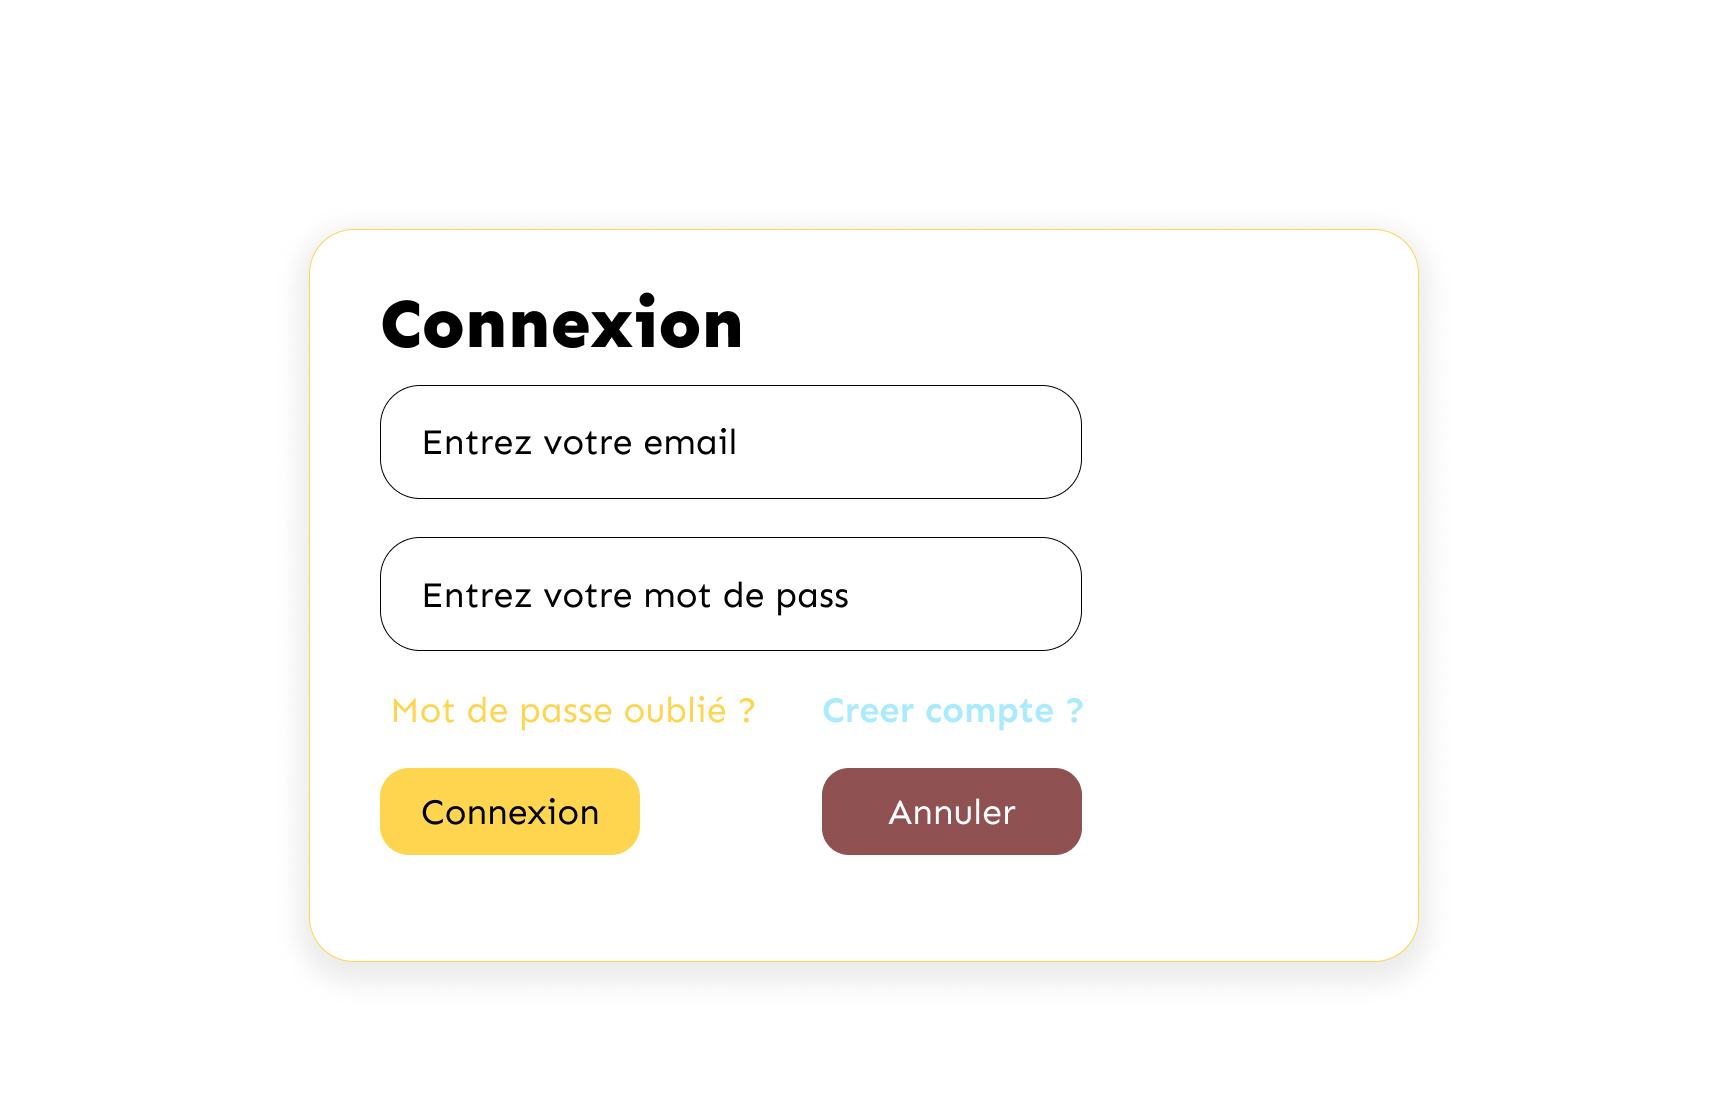 Connexion
Entrez votre email
Entrez votre mot de pass
Mot de passe oublié ? Creer compte ?
Connexion Annuler